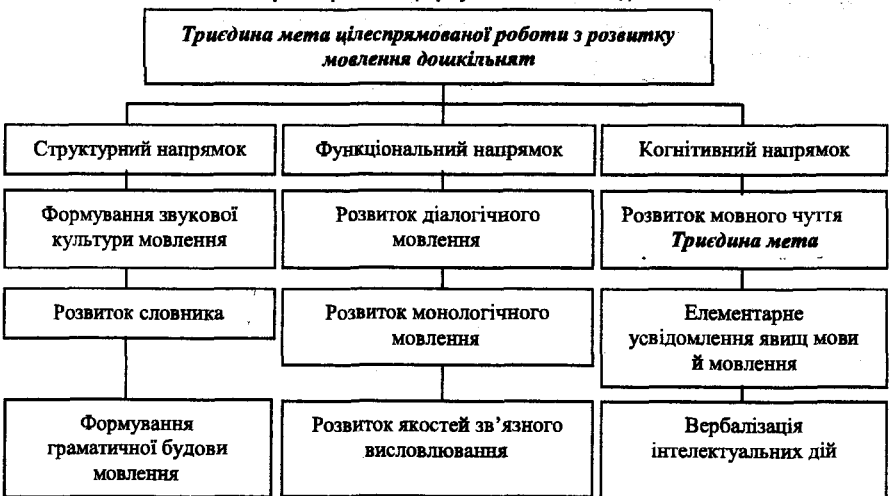 Триєдина мета цілеспрямованої роботи з розвитку
мовлення дошкільнят
Структурний напрямок
Функціональний напрямок
Когнітивний напрямок
Формування звукової
культури мовлення
Розвиток діалогічного
мовлення
Розвиток мовного чуття
Триєдина мета
Розвиток словника
Розвиток монологічного
мовлення
Елементарне
усвідомлення явищ мови
й мовлення
Формування
граматичної будови
мовлення
Розвиток якостей зв’язного
висловлювання
Вербалізація
інтелектуальних дій